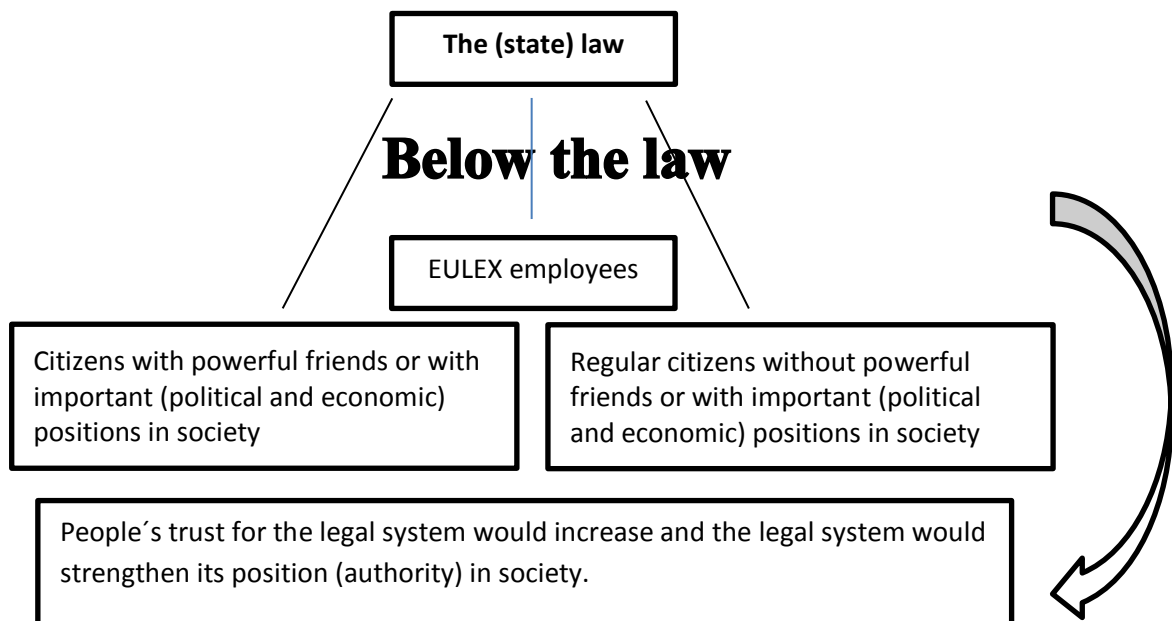 The (state) law
Below the law
EULEX employees
Citizens with powerful friends or with
important (political and economic)
positions in society
Regular citizens without powerful
friends or with important (political
and economic) positions in society
People´s trust for the legal system would increase and the legal system would
strengthen its position (authority) in society.